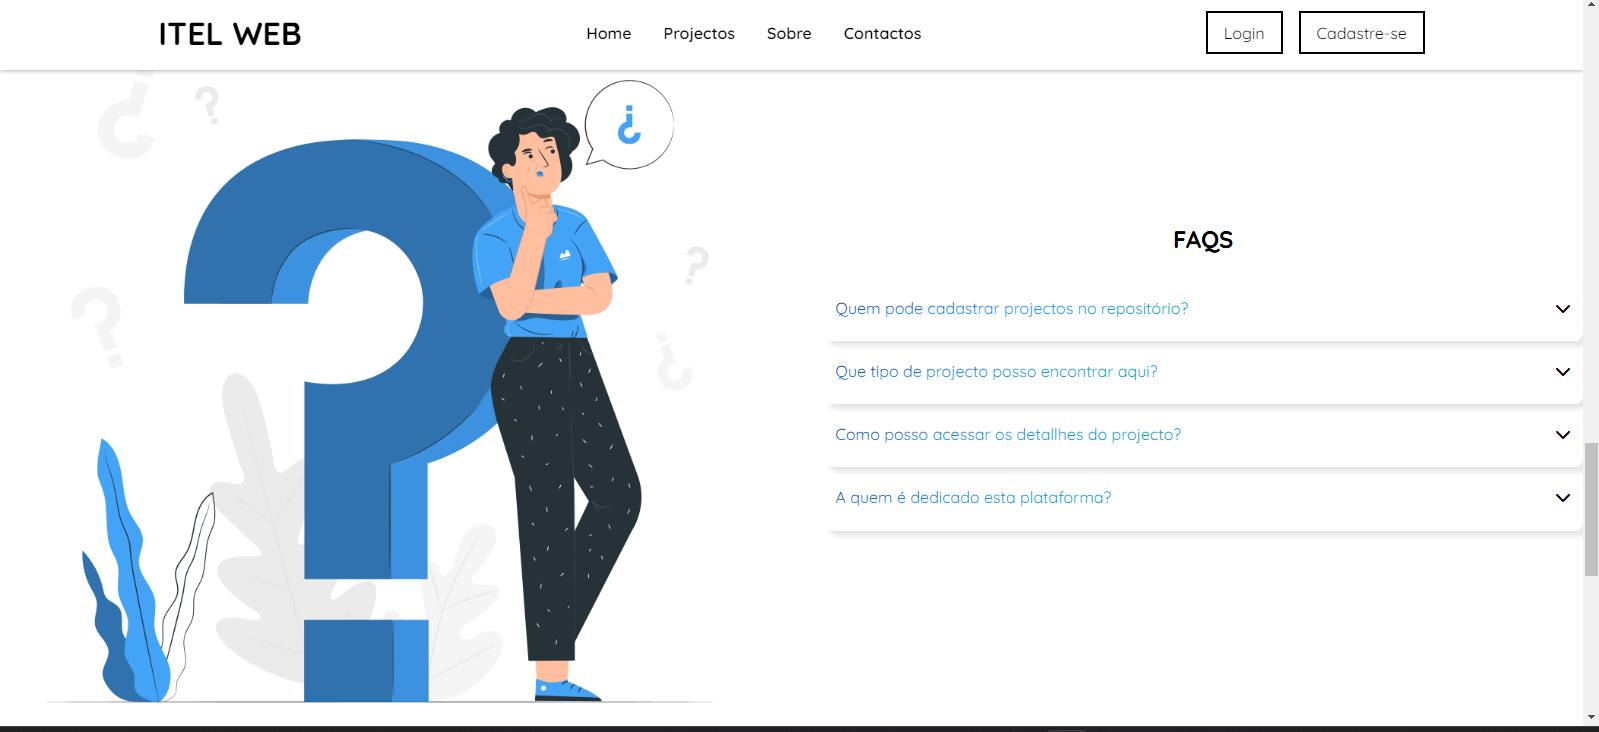 ITEL WEB
Home Projectos Sobre Contactos
Login Cadastre-se
¿
?
?
?
¿
¿
?
FAQS
Quem pode cadastrar projectos no repositório?
Que tipo de projecto posso encontrar aqui?
Como posso acessar os detallhes do projecto?
A quem é dedicado esta plataforma?